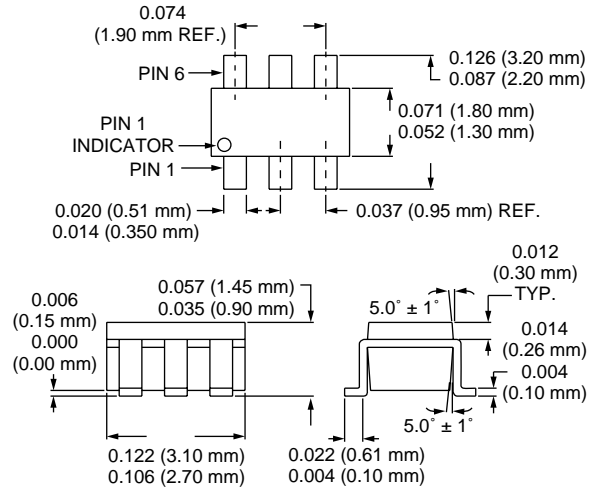 0.074
(1.90 mm REF.)
PIN 6
0.126 (3.20 mm)
0.087 (2.20 mm)
0.071 (1.80 mm)
0.052 (1.30 mm)
PIN 1
INDICATOR
PIN 1
0.020 (0.51 mm)
0.014 (0.350 mm)
0.037 (0.95 mm) REF.
0.006
(0.15 mm)
0.000
(0.00 mm)
0.057 (1.45 mm)
0.035 (0.90 mm)
0.122 (3.10 mm)
0.106 (2.70 mm)
5.0° ± 1°
0.012
(0.30 mm)
TYP.
0.014
(0.26 mm)
0.004
(0.10 mm)
5.0° ± 1°
0.022 (0.61 mm)
0.004 (0.10 mm)